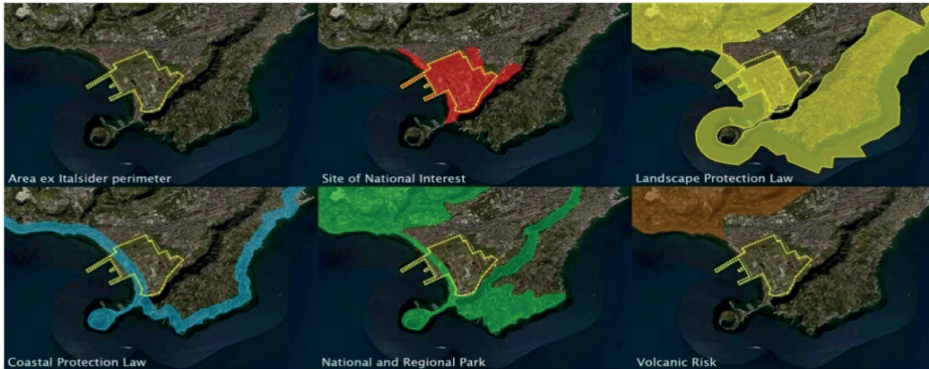 Area ex Italsider perimeter
Site of National Interest
Landscape Protection Law
Coastal Protection Law
National and Regional Park
Volcanic Risk